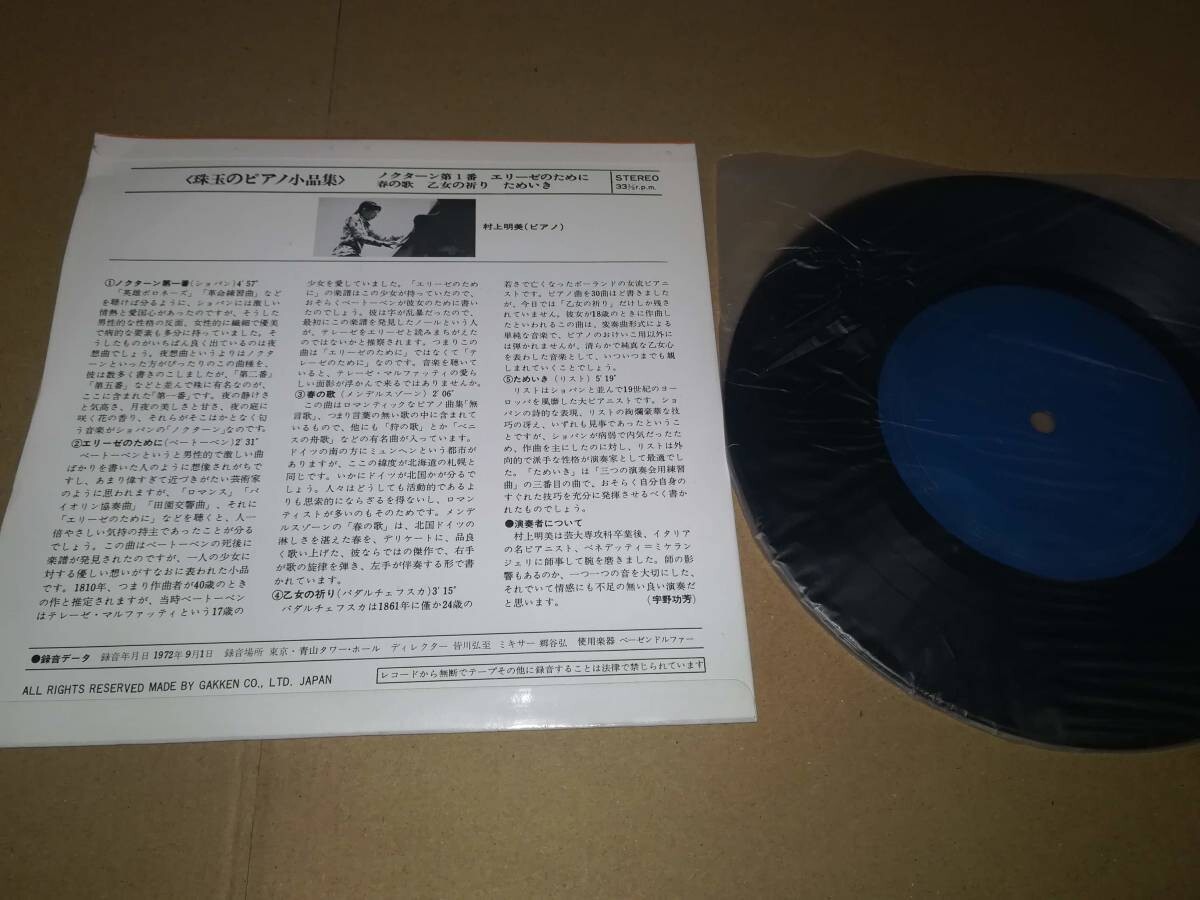 〈珠玉のピアノ小品集〉
ノクターン第1番 エリーゼのために
春の歌 乙女の祈り ためいき
STEREO
33⅓r.p.m.
村上明美(ピアノ)
①ノクターン第一番(ショパン)4′57″
「英雄ポロネーズ」「革命練習曲」など
を聴けば分るように、ショパンには激しい
情熱と愛国心があったのですが、そうした
男性的な性格の反面、女性的に繊細で優美
で病的な要素も多分に持っていました。そ
うしたものがいちばん良く出ているのは夜
想曲でしょう。夜想曲というよりはノクタ
ーンといった方がぴったりのこの曲種を、
彼は数多く書きのこしましたが、「第二番」
「第五番」などと並んで殊に有名なのが、
ここに含まれた「第一番」です。夜の静けさ
と気高さ、月夜の美しさと甘さ、夜の庭に
咲く花の香り、それらがそこはかとなく匂
う音楽がショパンの「ノクターン」なのです。
②エリーゼのために(ベートーベン)2′31″
ベートーベンというと男性的で激しい曲
ばかりを書いた人のように想像されがちで
すし、あまり偉すぎて近づきがたい芸術家
のように思われますが、「ロマンス」「バ
イオリン協奏曲」「田園交響曲」、それに
「エリーゼのために」などを聴くと、人一
倍やさしい気持の持主であったことが分る
でしょう。この曲はベートーベンの死後に
楽譜が発見されたのですが、一人の少女に
対する優しい想いがすなおに表われた小品
です。1810年、つまり作曲者が40歳のとき
の作と推定されますが、当時ベートーベン
はテレーゼ・マルファッティという17歳の
少女を愛していました。「エリーゼのため
に」の楽譜はこの少女が持っていたので、
おそらくベートーベンが彼女のために書い
たのでしょう。彼は字が乱暴だったので、
最初にこの楽譜を発見したノールという人
が、テレーゼをエリーゼと読みまちがえた
のではないかと推察されます。つまりこの
曲は「エリーゼのために」ではなくて「テ
レーゼのために」なのです。音楽を聴いて
いると、テレーゼ・マルファッティの愛ら
しい面影が浮かんで来るではありませんか。
③春の歌(メンデルスゾーン)2′06″
この曲はロマンティックなピアノ曲集「無
言歌」、つまり言葉の無い歌の中に含まれて
いるもので、他にも「狩の歌」とか「ベニ
スの舟歌」などの有名曲が入っています。
ドイツの南の方にミュンヘンという都市が
ありますが、ここの緯度が北海道の札幌と
同じです。いかにドイツが北国かが分るで
しょう。人々はどうしても活動的であるよ
りも思索的にならざるを得ないし、ロマン
ティストが多いのもそのためです。メンデ
ルスゾーンの「春の歌」は、北国ドイツの
淋しさを湛えた春を、デリケートに、品良
く歌い上げた、彼ならではの傑作で、右手
が歌の旋律を弾き、左手が伴奏する形で書
かれています。
④乙女の祈り(バダルチェフスカ)3′15″
バダルチェフスカは1861年に僅か24歳の
若さで亡くなったポーランドの女流ピアニ
ストです。ピアノ曲を30曲ほど書きました
が、今日では「乙女の祈り」だけしか残さ
れていません。彼女が18歳のときに作曲し
たといわれるこの曲は、変奏曲形式による
単純な音楽で、ピアノのおけいこ用以外に
は弾かれませんが、清らかで純真な乙女心
を表わした音楽として、いついつまでも親
しまれていくことでしょう。
⑤ためいき(リスト)5′19″
リストはショパンと並んで19世紀のヨー
ロッパを風靡した大ピアニストです。ショ
パンの詩的な表現、リストの絢爛豪華な技
巧の冴え、いずれも見事であったというこ
とですが、ショパンが病弱で内気だったた
め、作曲を主にしたのに対し、リストは外
向的で派手な性格が演奏家として最適でし
た。「ためいき」は「三つの演奏会用練習
曲」の三番目の曲で、おそらく自分自身の
すぐれた技巧を充分に発揮させるべく書か
れたものでしょう。
●演奏者について
村上明美は芸大専攻科卒業後、イタリア
の名ピアニスト、ベネデッティ=ミケラン
ジェリに師事して腕を磨きました。師の影
響もあるのか、一つ一つの音を大切にした、
それでいて情感にも不足の無い良い演奏だ
と思います。 (宇野功芳)
●録音データ 録音年月日 1972年9月1日 録音場所 東京・青山タワー・ホール ディレクター 皆川弘至 ミキサー 郷谷弘 使用楽器 ベーゼンドルファー
ALL RIGHTS RESERVED MADE BY GAKKEN CO., LTD. JAPAN
レコードから無断でテープその他に録音することは法律で禁じられています